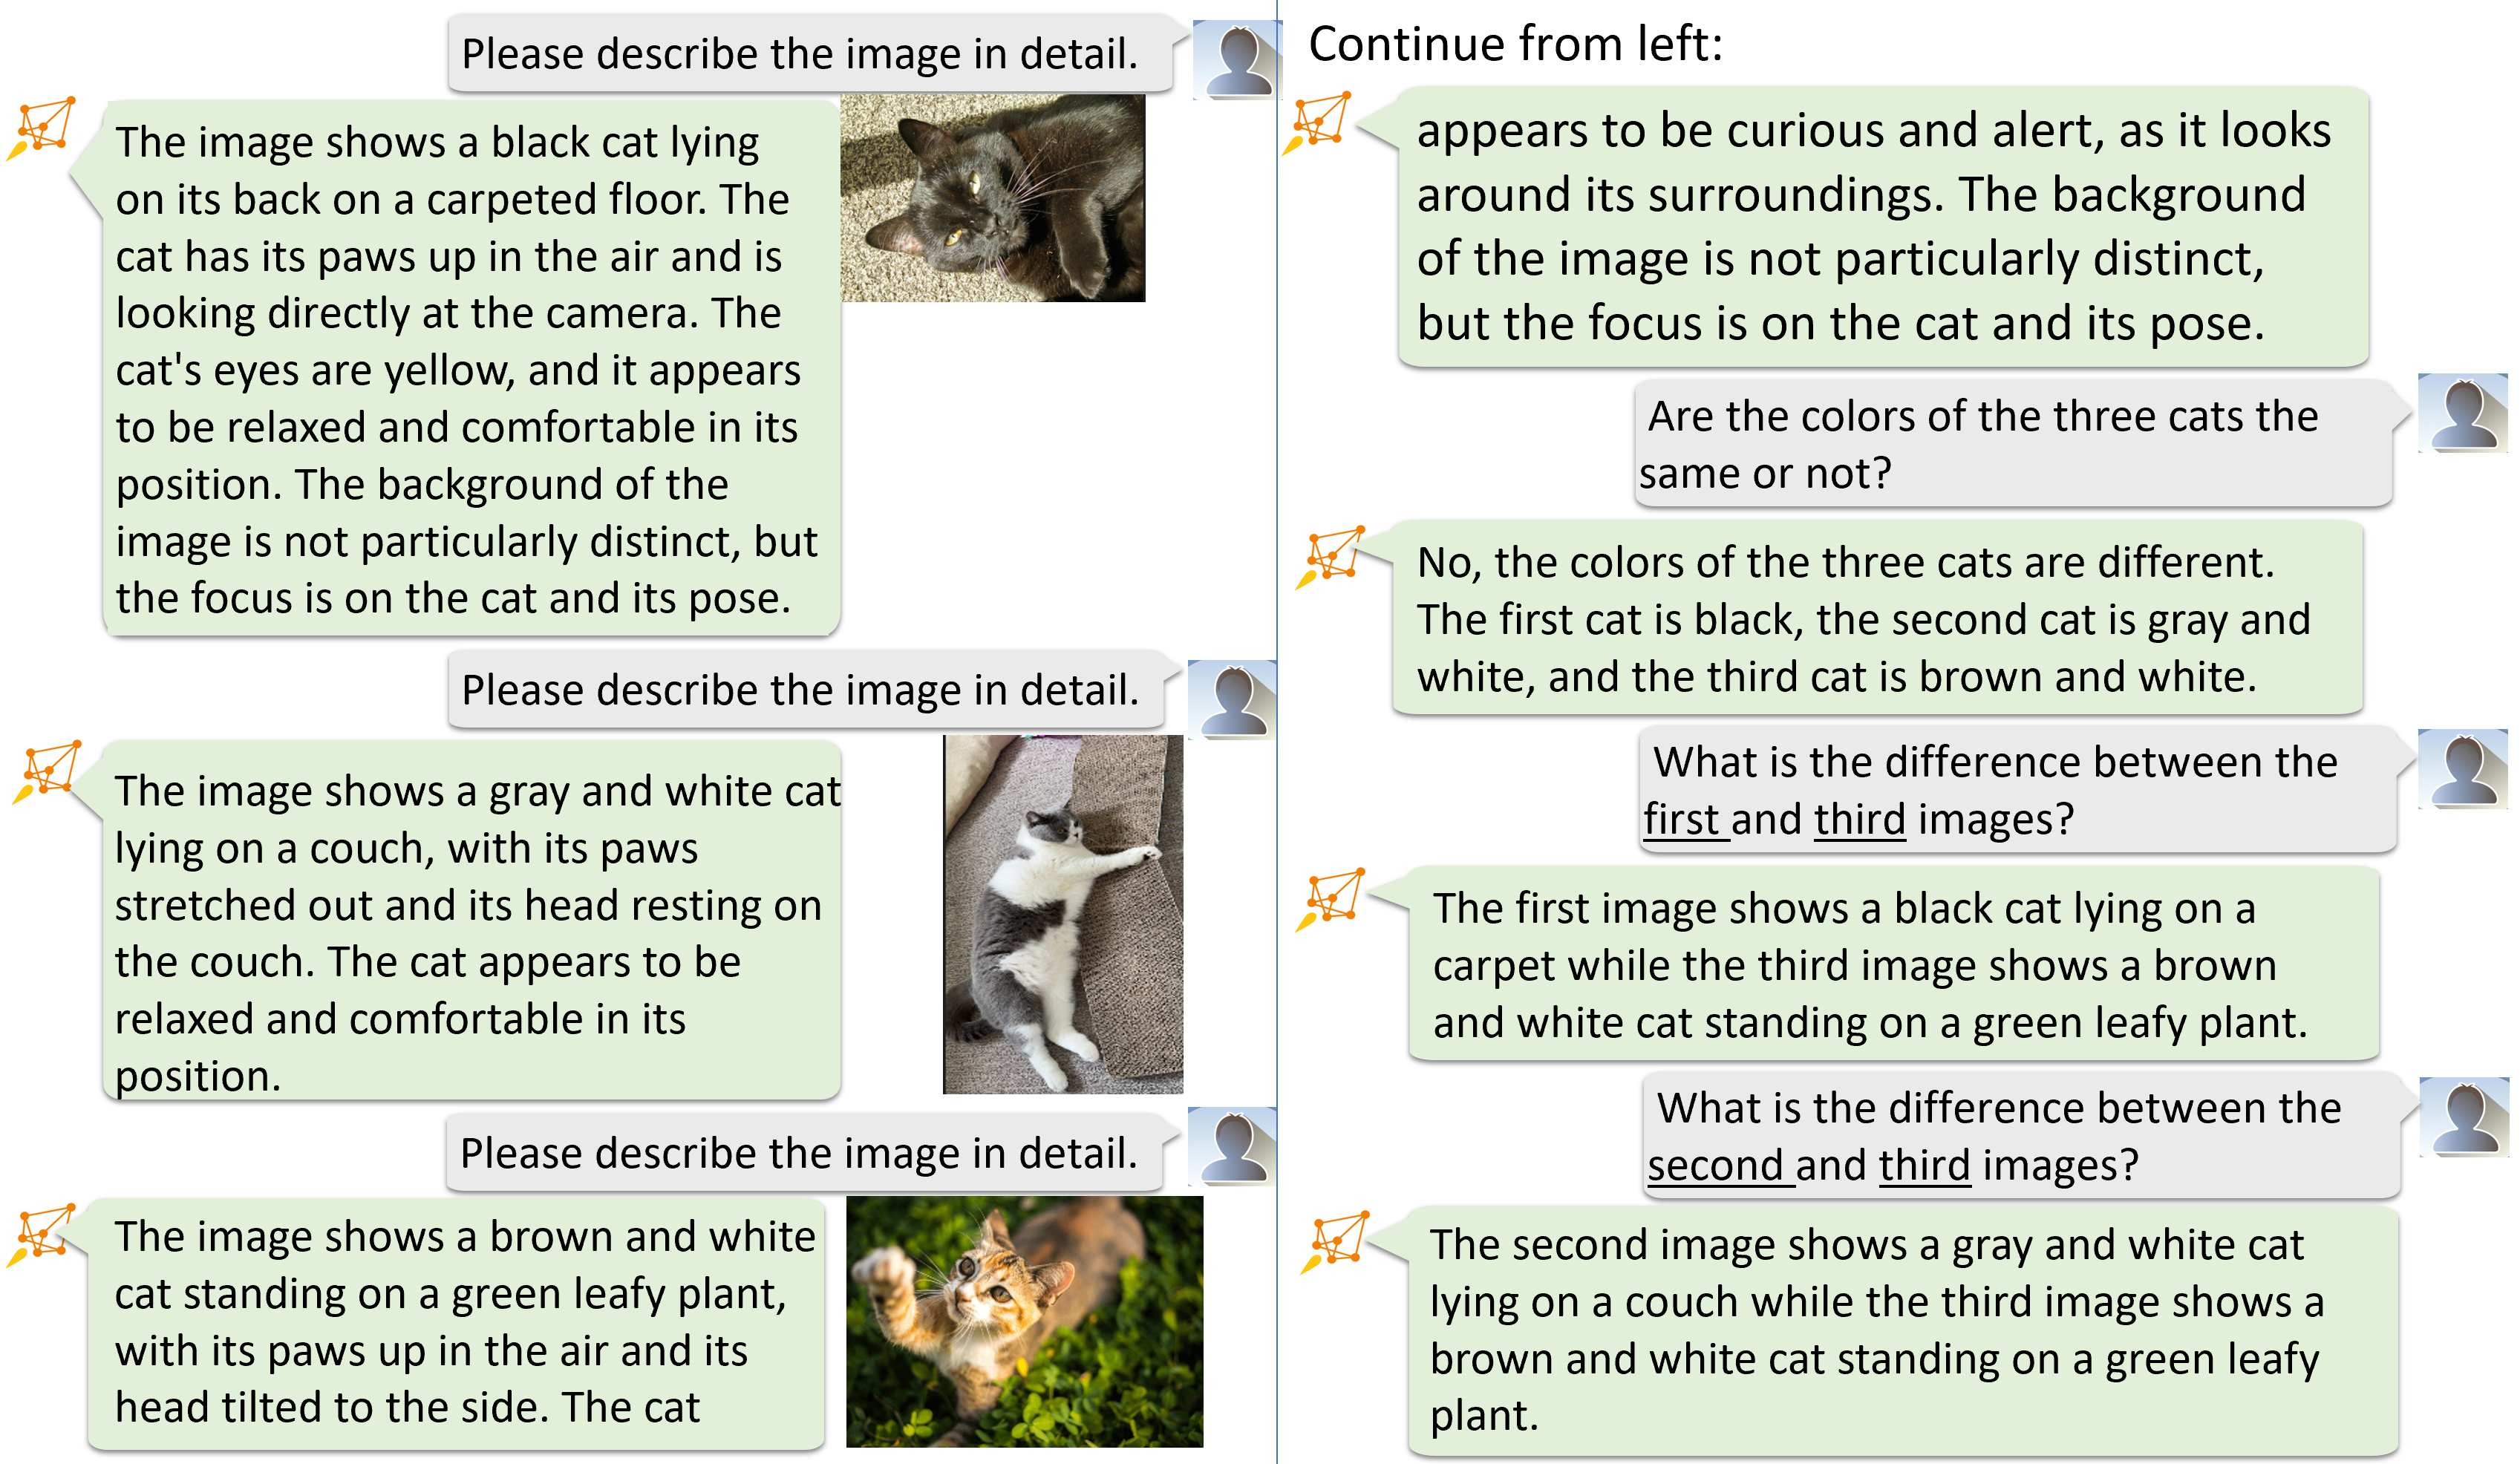 Please describe the image in detail.
The image shows a black cat lying
on its back on a carpeted floor. The
cat has its paws up in the air and is
looking directly at the camera. The
cat's eyes are yellow, and it appears
to be relaxed and comfortable in its
position. The background of the
image is not particularly distinct, but
the focus is on the cat and its pose.
Please describe the image in detail.
The image shows a gray and white cat
lying on a couch, with its paws
stretched out and its head resting on
the couch. The cat appears to be
relaxed and comfortable in its
position.
Please describe the image in detail.
The image shows a brown and white
cat standing on a green leafy plant,
with its paws up in the air and its
head tilted to the side. The cat
Continue from left:
appears to be curious and alert, as it looks
around its surroundings. The background
of the image is not particularly distinct,
but the focus is on the cat and its pose.
Are the colors of the three cats the
same or not?
No, the colors of the three cats are different.
The first cat is black, the second cat is gray and
white, and the third cat is brown and white.
What is the difference between the
first and third images?
The first image shows a black cat lying on a
carpet while the third image shows a brown
and white cat standing on a green leafy plant.
What is the difference between the
second and third images?
The second image shows a gray and white cat
lying on a couch while the third image shows a
brown and white cat standing on a green leafy
plant.